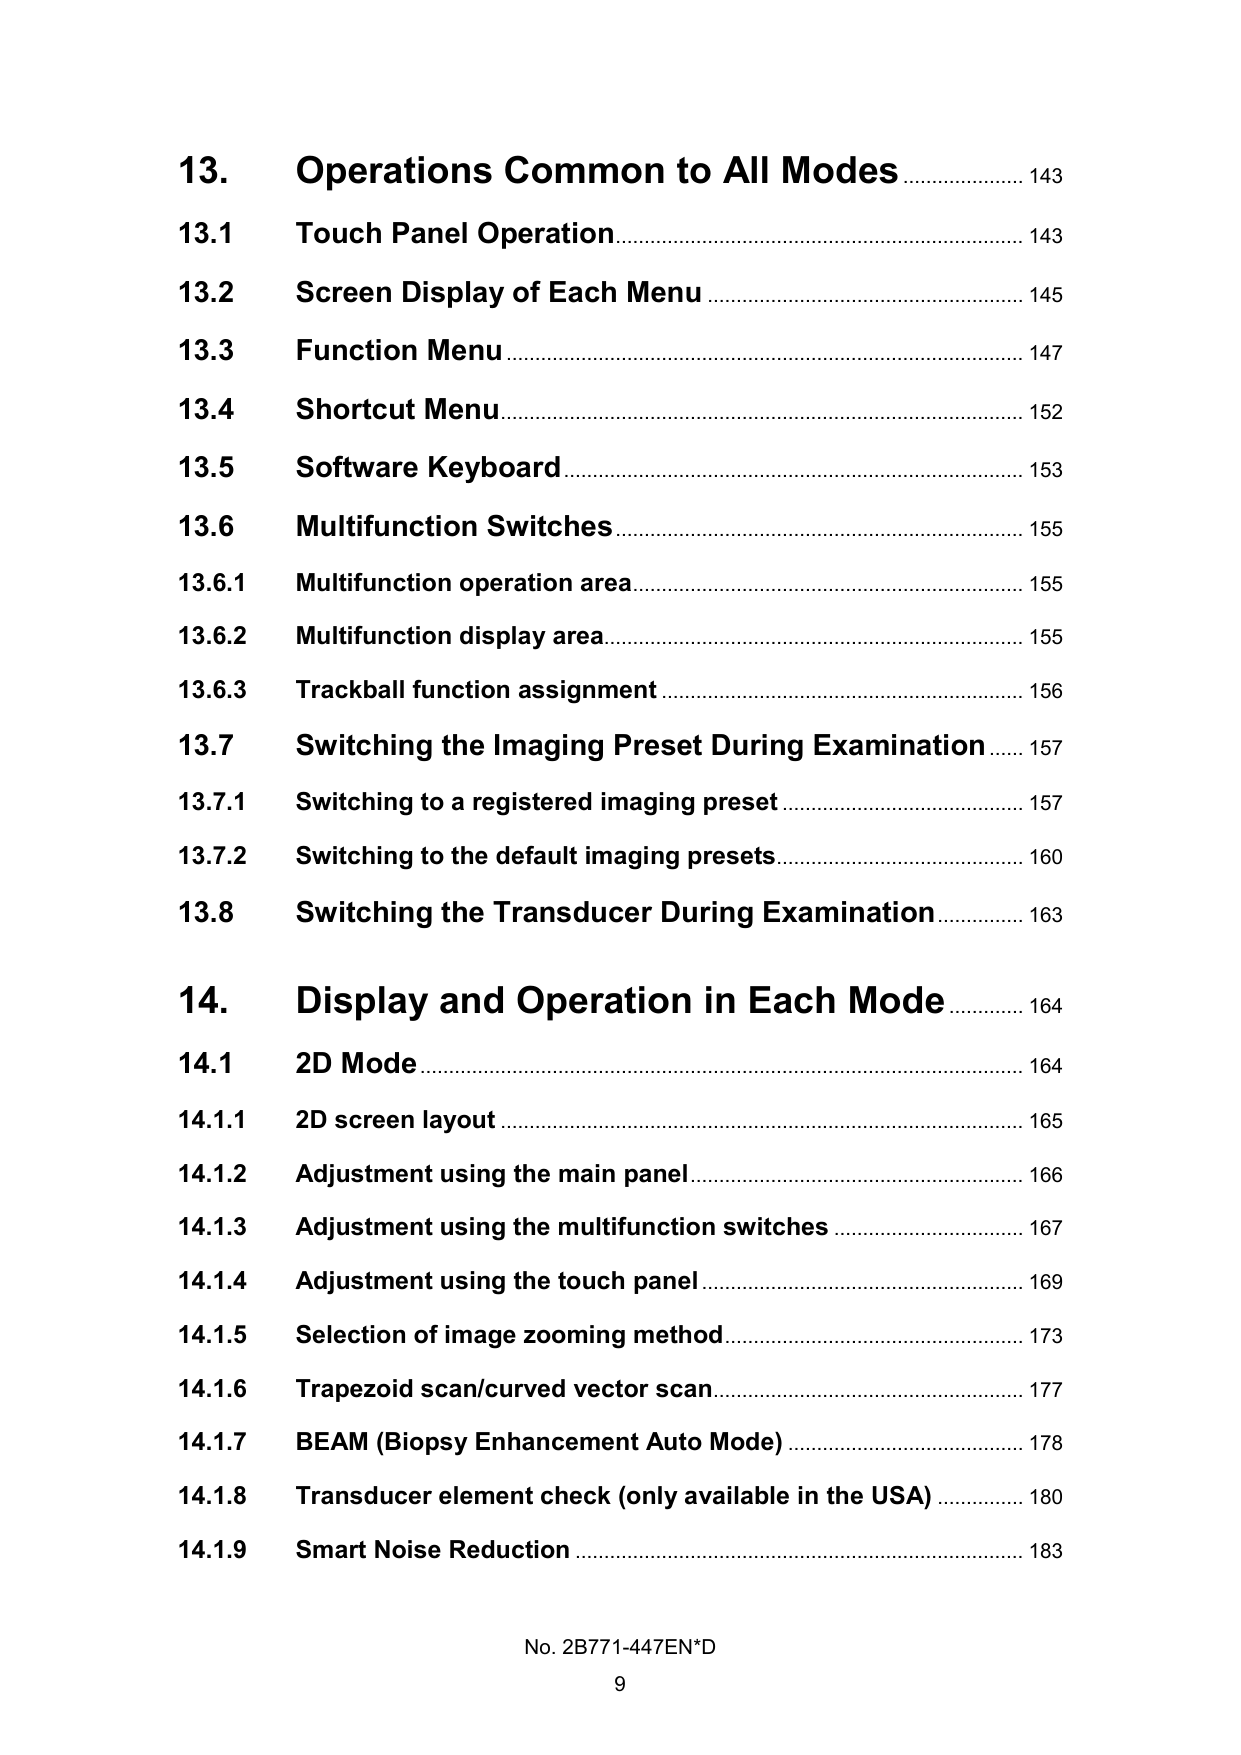 13. Operations Common to All Modes ..................... 143
13.1 Touch Panel Operation....................................................................... 143
13.2 Screen Display of Each Menu ....................................................... 145
13.3 Function Menu .......................................................................................... 147
13.4 Shortcut Menu........................................................................................... 152
13.5 Software Keyboard ................................................................................ 153
13.6 Multifunction Switches ....................................................................... 155
13.6.1 Multifunction operation area.................................................................... 155
13.6.2 Multifunction display area......................................................................... 155
13.6.3 Trackball function assignment ............................................................... 156
13.7 Switching the Imaging Preset During Examination ...... 157
13.7.1 Switching to a registered imaging preset .......................................... 157
13.7.2 Switching to the default imaging presets........................................... 160
13.8 Switching the Transducer During Examination ............... 163
14. Display and Operation in Each Mode ............. 164
14.1 2D Mode ......................................................................................................... 164
14.1.1 2D screen layout ........................................................................................... 165
14.1.2 Adjustment using the main panel.......................................................... 166
14.1.3 Adjustment using the multifunction switches ................................. 167
14.1.4 Adjustment using the touch panel ........................................................ 169
14.1.5 Selection of image zooming method.................................................... 173
14.1.6 Trapezoid scan/curved vector scan...................................................... 177
14.1.7 BEAM (Biopsy Enhancement Auto Mode) ......................................... 178
14.1.8 Transducer element check (only available in the USA) ............... 180
14.1.9 Smart Noise Reduction .............................................................................. 183
No. 2B771-447EN*D
9